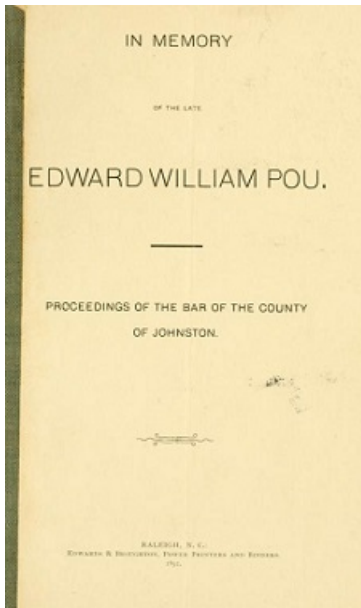 IN MEMORY
OF THE LATE
EDWARD WILLIAM POU.
PROCEEDINGS OF THE BAR OF THE COUNTY
OF JOHNSTON.
RALEIGH, N. C.:
EDWARDS & BROUGHTON, POWER PRINTERS AND BINDERS.
1891.